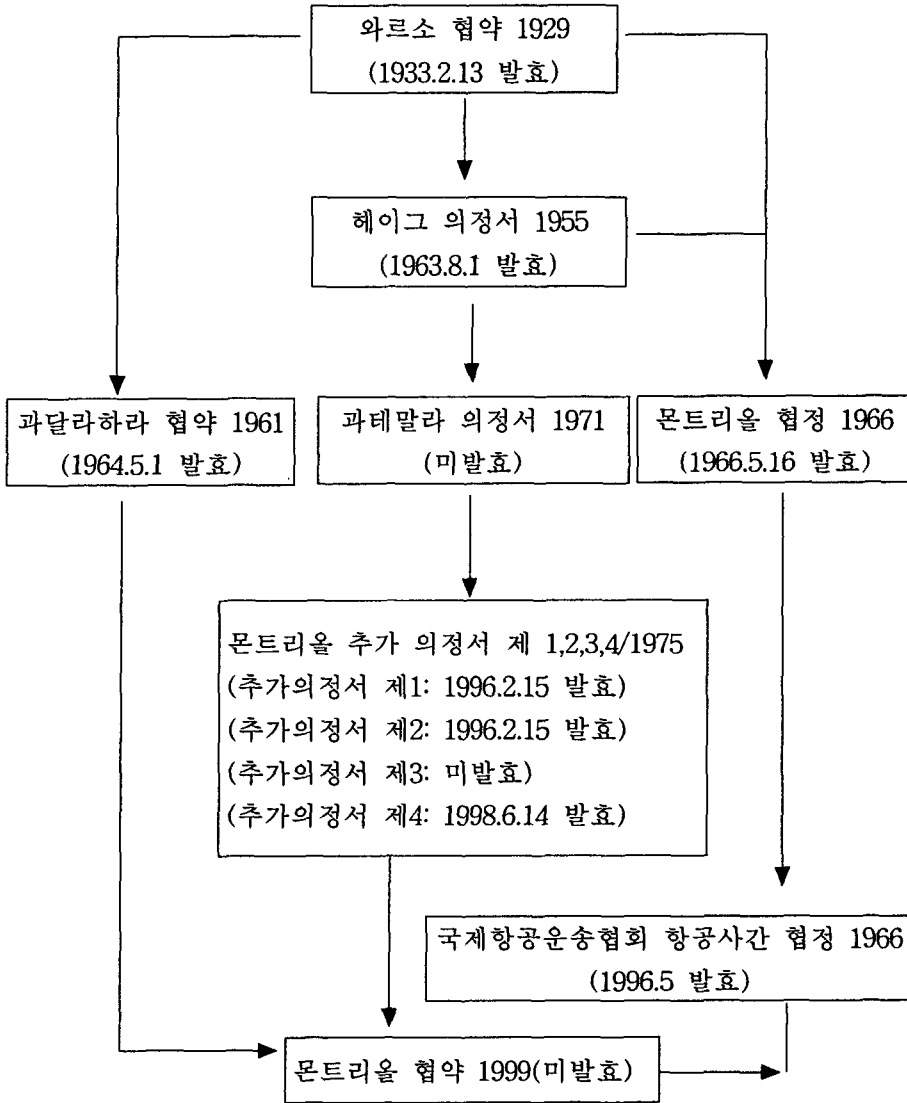 와르소 협약 1929
(1933.2.13 발효)
헤이그 의정서 1955
(1963.8.1 발효)
과달라하라 협약 1961
(1964.5.1 발효)
과테말라 의정서 1971
(미발효)
몬트리올 협정 1966
(1966.5.16 발효)
몬트리올 추가 의정서 제 1,2,3,4/1975
(추가의정서 제1: 1996.2.15 발효)
(추가의정서 제2: 1996.2.15 발효)
(추가의정서 제3: 미발효)
(추가의정서 제4: 1998.6.14 발효)
국제항공운송협회 항공사간 협정 1966
(1996.5 발효)
몬트리올 협약 1999(미발효)